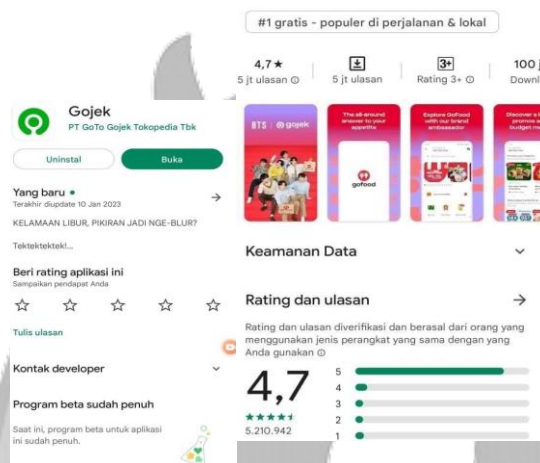 Gojek
PT GoTo Gojek Tokopedia Tbk
Uninstal
Buka
Yang baru
Terakhir diupdate 10 Jan 2023
KELAMAAN LIBUR, PIKIRAN JADI NGE-BLUR?
Tektektektek!...
Beri rating aplikasi ini
Sampaikan pendapat Anda
Tulis ulasan
Kontak developer
Program beta sudah penuh
Saat ini, program beta untuk aplikasi
ini sudah penuh.
#1 gratis - populer di perjalanan & lokal
4,7★
5 jt ulasan
5 jt ulasan
3+
Rating 3+
100 j
Downl
BTS | gojek
The all-around
answer to your
appetite
gofood
Explore GoFood
with our brand
ambassador
Keamanan Data
Rating dan ulasan
Rating dan ulasan diverifikasi dan berasal dari orang yang
menggunakan jenis perangkat yang sama dengan yang
Anda gunakan
4,7
5.210.942
5
4
3
2
1